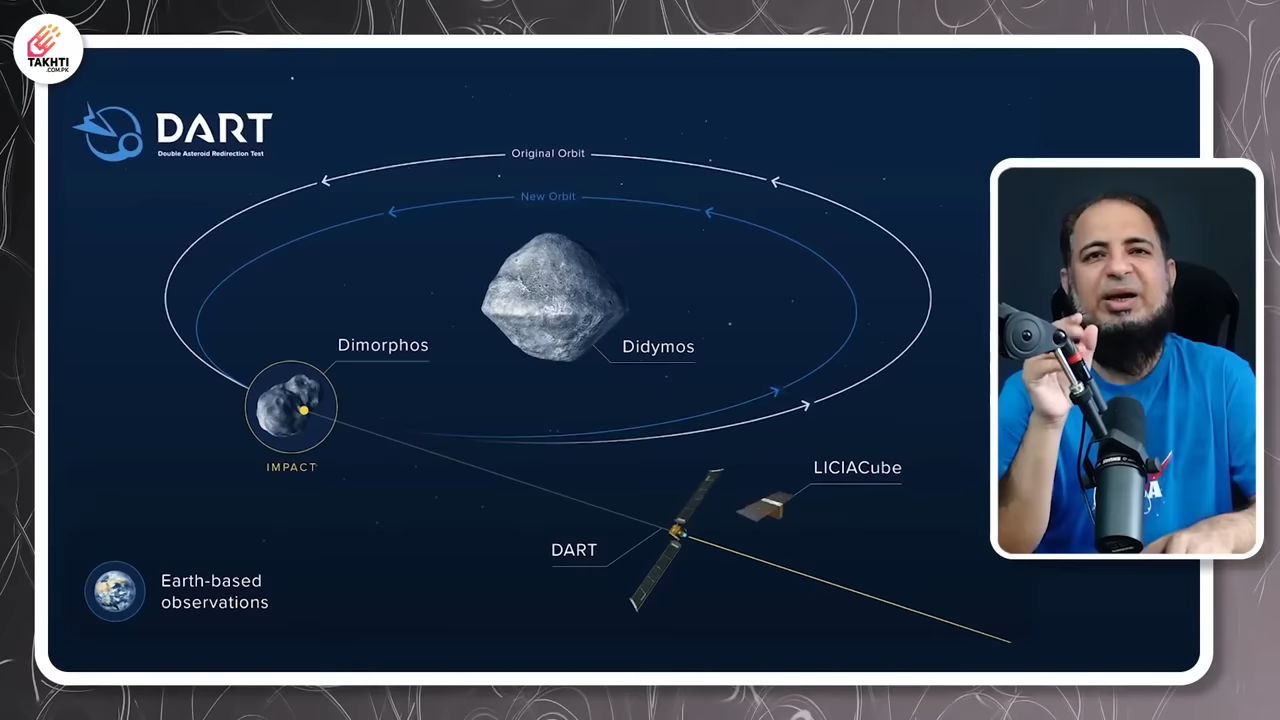 TAKHTI
.COM.PK
DART
Double Asteroid Redirection Test
Original Orbit
New Orbit
Dimorphos
Didymos
IMPACT
LICIACube
DART
Earth-based
observations